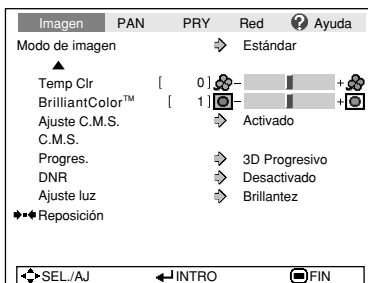 Imagen PAN PRY Red ? Ayuda
Modo de imagen Estándar
Temp Clr [ 0 ] - +
BrilliantColor™ [ 1 ] - +
Ajuste C.M.S. Activado
C.M.S.
Progres. 3D Progresivo
DNR Desactivado
Ajuste luz Brillantez
Reposición
SEL./AJ INTRO FIN